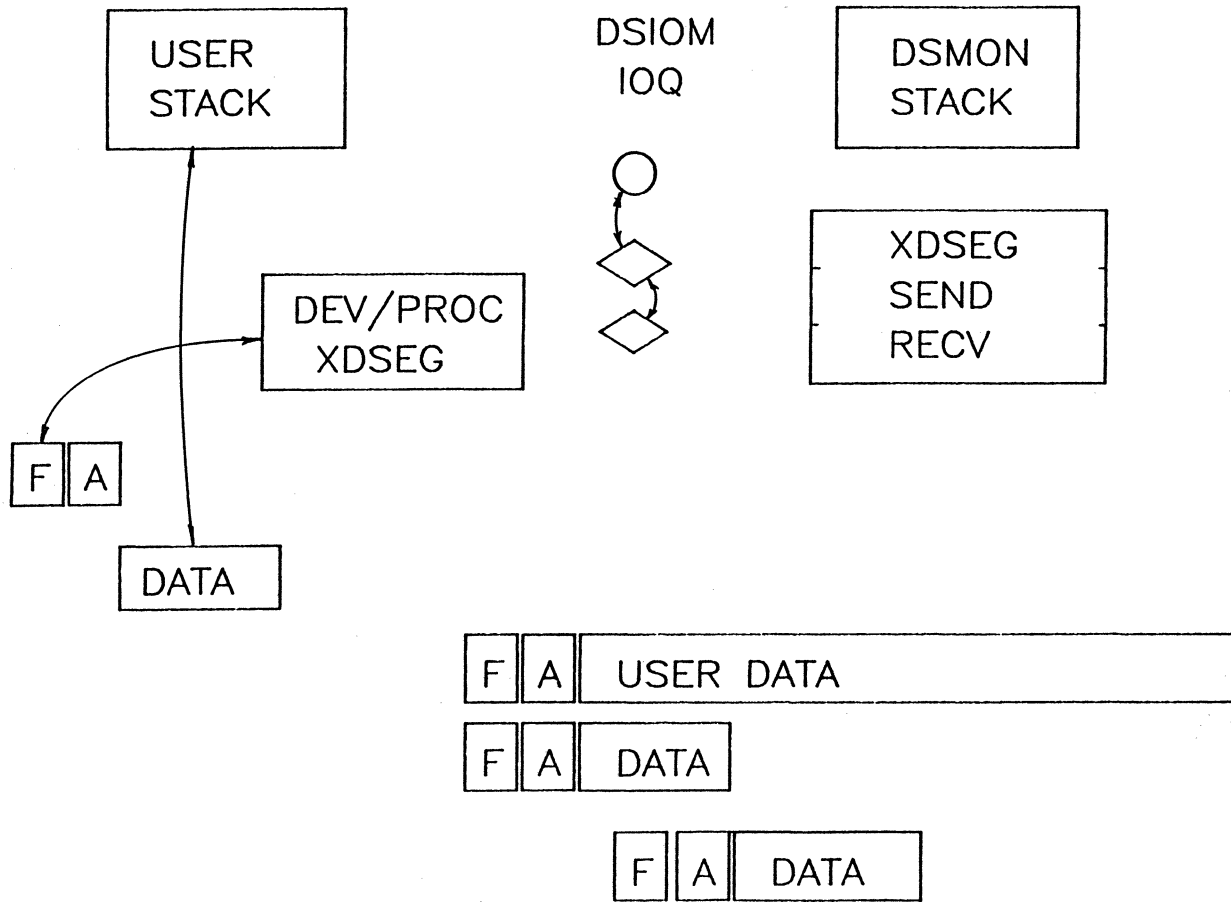 USER
STACK
DSIOM
IOQ
DSMON
STACK
DEV/PROC
XDSEG
XDSEG
SEND
RECV
F A
DATA
F A USER DATA
F A DATA
F A DATA